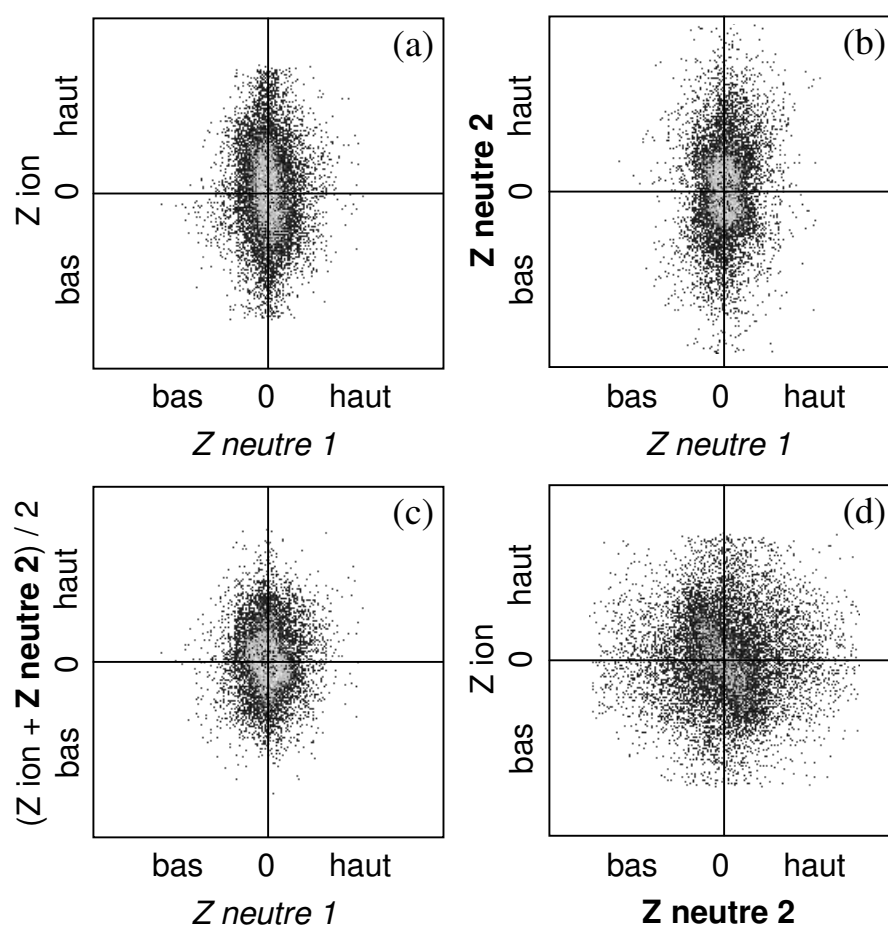 (a)
Z ion
bas 0 haut
bas 0 haut
Z neutre 1
(b)
Z neutre 2
bas 0 haut
bas 0 haut
Z neutre 1
(c)
(Z ion + Z neutre 2) / 2
bas 0 haut
bas 0 haut
Z neutre 1
(d)
Z ion
bas 0 haut
bas 0 haut
Z neutre 2